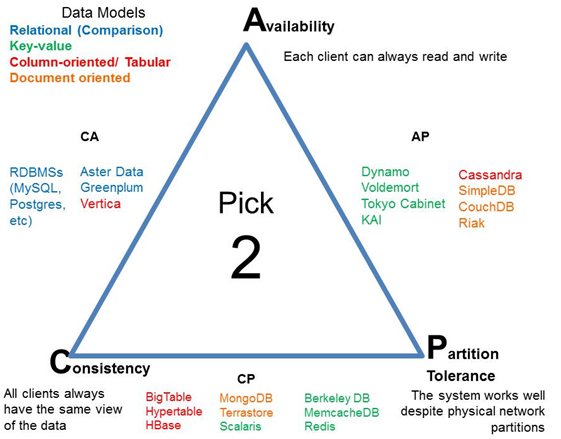 Data Models
Relational (Comparison)
Key-value
Column-oriented/ Tabular
Document oriented
Availability
Each client can always read and write
CA
RDBMSs
(MySQL,
Postgres,
etc)
Aster Data
Greenplum
Vertica
AP
Dynamo
Voldemort
Tokyo Cabinet
KAI
Cassandra
SimpleDB
CouchDB
Riak
Pick
2
Consistency
All clients always
have the same view
of the data
CP
BigTable
Hypertable
HBase
MongoDB
Terrastore
Scalaris
Berkeley DB
MemcacheDB
Redis
Partition
Tolerance
The system works well
despite physical network
partitions